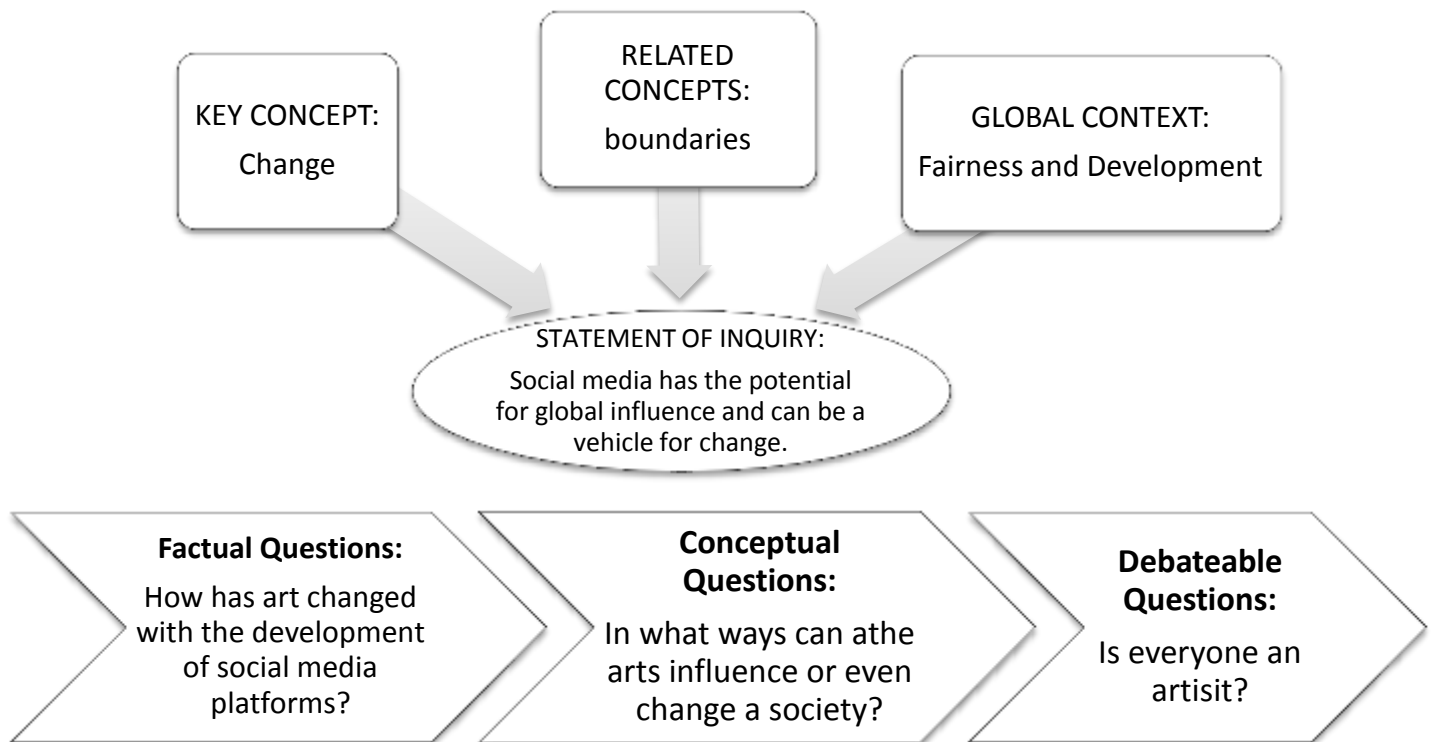 KEY CONCEPT:
Change
RELATED
CONCEPTS:
boundaries
GLOBAL CONTEXT:
Fairness and Development
STATEMENT OF INQUIRY:
Social media has the potential
for global influence and can be a
vehicle for change.
Factual Questions:
How has art changed
with the development
of social media
platforms?
Conceptual
Questions:
In what ways can athe
arts influence or even
change a society?
Debateable
Questions:
Is everyone an
artisit?